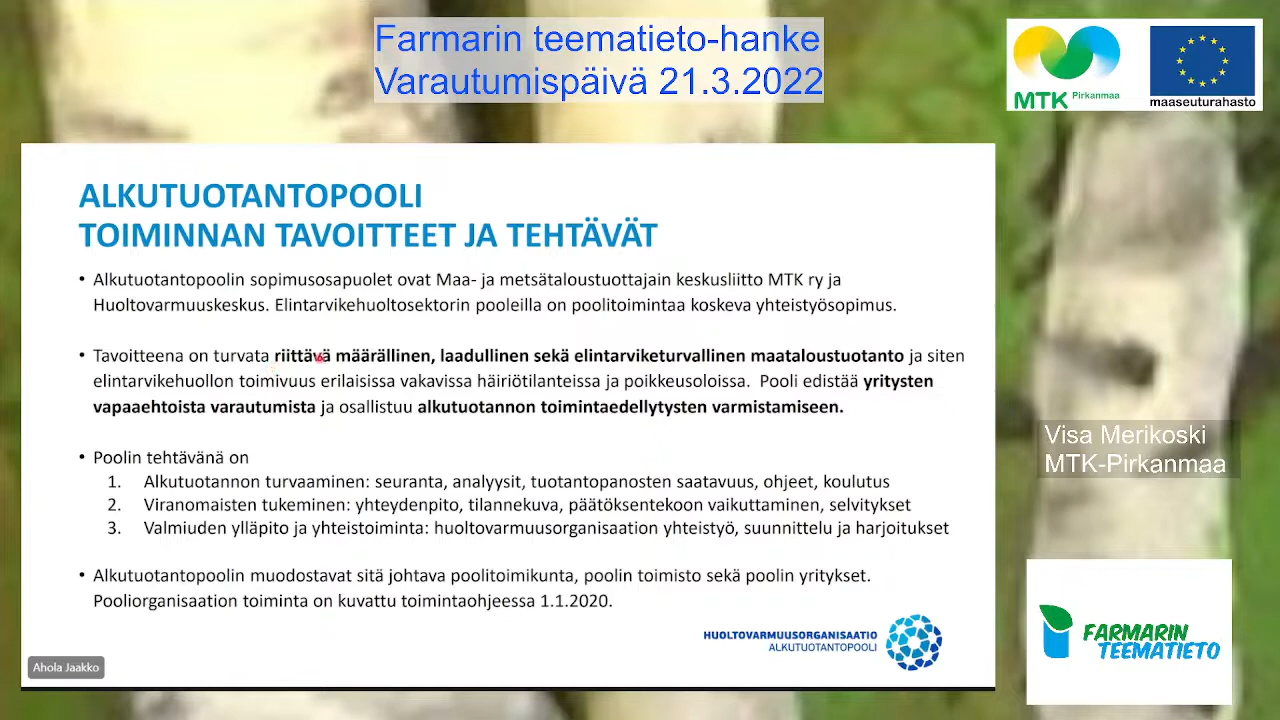 Farmarin teematieto-hanke
Varautumispäivä 21.3.2022
MTK Pirkanmaa
maaseuturahasto
ALKUTUOTANTOPOOLI
TOIMINNAN TAVOITTEET JA TEHTÄVÄT
• Alkutuotantopoolin sopimusosapuolet ovat Maa- ja metsätaloustuottajain keskusliitto MTK ry ja
Huoltovarmuuskeskus. Elintarvikehuoltosektorin pooleilla on poolitoimintaa koskeva yhteistyösopimus.
• Tavoitteena on turvata riittävä määrällinen, laadullinen sekä elintarviketurvallinen maataloustuotanto ja siten
elintarvikehuollon toimivuus erilaisissa vakavissa häiriötilanteissa ja poikkeusoloissa. Pooli edistää yritysten
vapaaehtoista varautumista ja osallistuu alkutuotannon toimintaedellytysten varmistamiseen.
• Poolin tehtävänä on
1. Alkutuotannon turvaaminen: seuranta, analyysit, tuotantopanosten saatavuus, ohjeet, koulutus
2. Viranomaisten tukeminen: yhteydenpito, tilannekuva, päätöksentekoon vaikuttaminen, selvitykset
3. Valmiuden ylläpito ja yhteistoiminta: huoltovarmuusorganisaation yhteistyö, suunnittelu ja harjoitukset
• Alkutuotantopoolin muodostavat sitä johtava poolitoimikunta, poolin toimisto sekä poolin yritykset.
Pooliorganisaation toiminta on kuvattu toimintaohjeessa 1.1.2020.
HUOLTOVARMUUSORGANISAATIO
ALKUTUOTANTOPOOLI
Ahola Jaakko
Visa Merikoski
MTK-Pirkanmaa
FARMARIN
TEEMATIETO